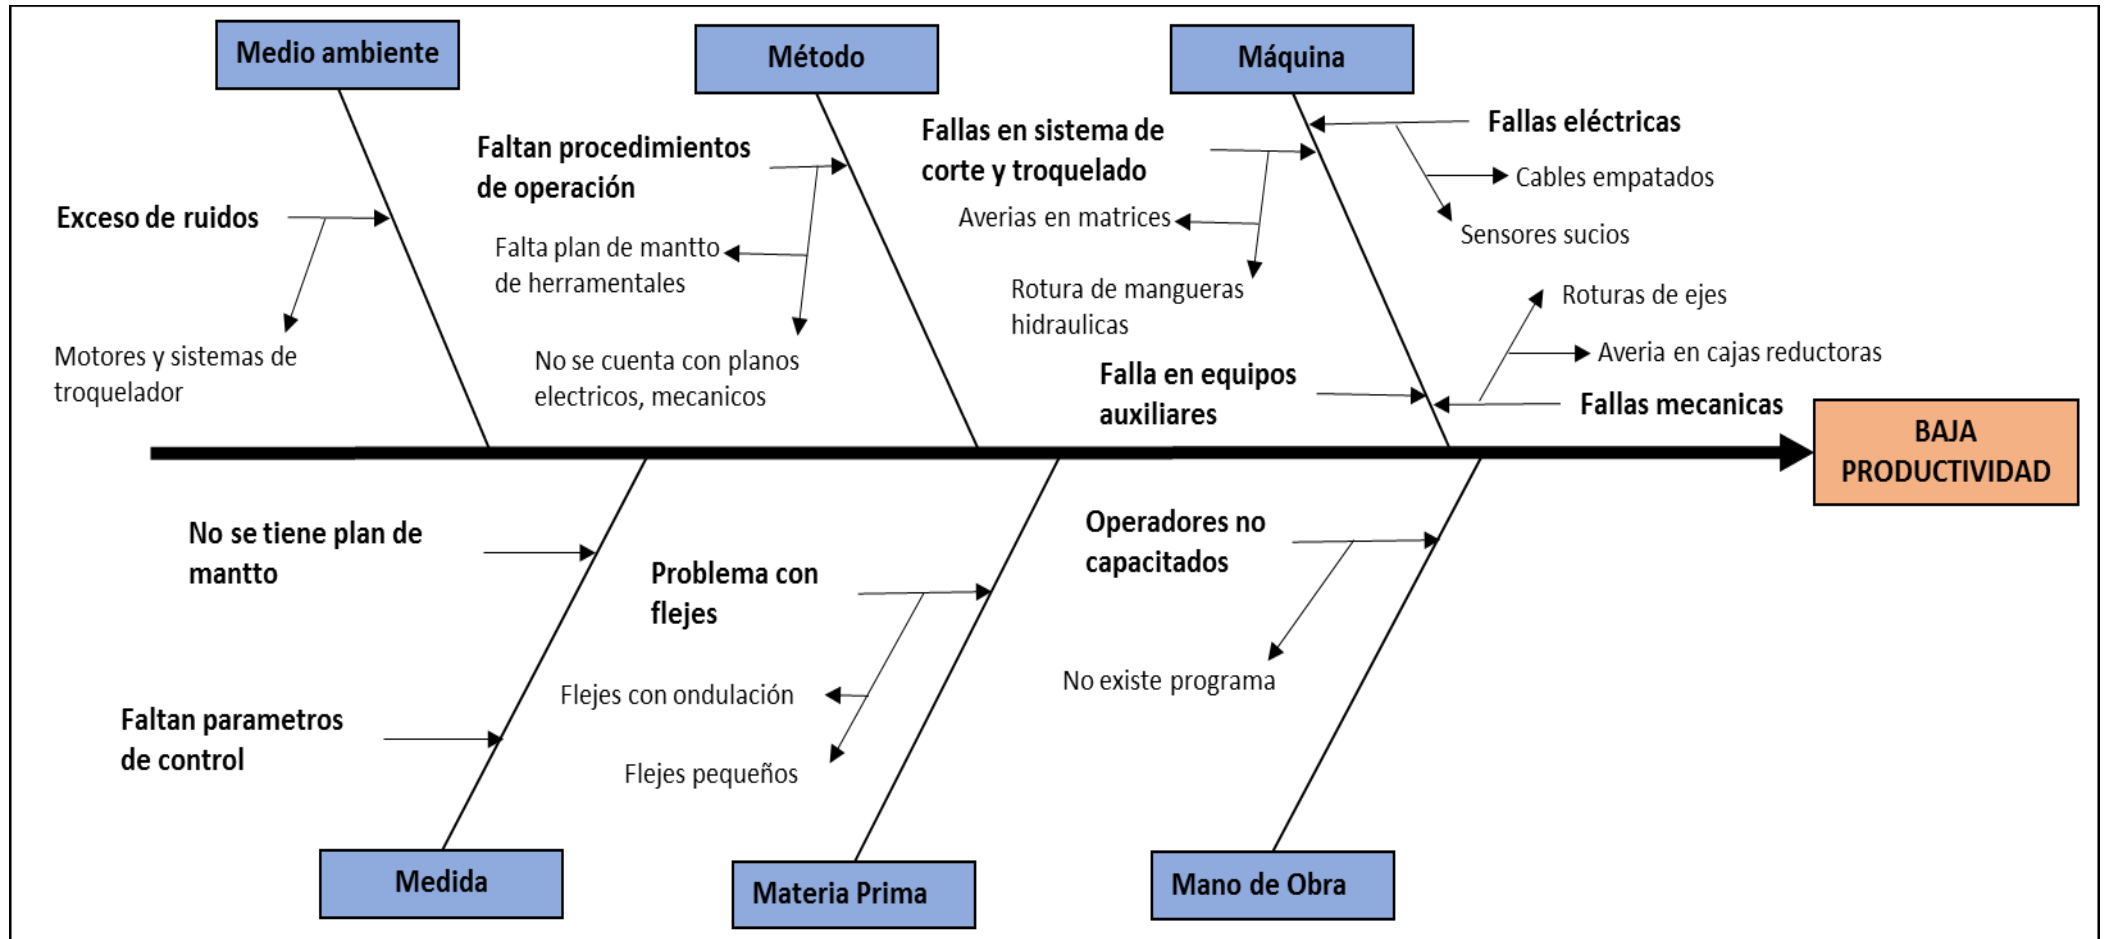 Medio ambiente
Método
Máquina
Exceso de ruidos
Motores y sistemas de
troquelador
Faltan procedimientos
de operación
Falta plan de mantto
de herramentales
No se cuenta con planos
electricos, mecanicos
Fallas en sistema de
corte y troquelado
Averias en matrices
Rotura de mangueras
hidraulicas
Falla en equipos
auxiliares
Fallas eléctricas
Cables empatados
Sensores sucios
Roturas de ejes
Averia en cajas reductoras
Fallas mecanicas
BAJA
PRODUCTIVIDAD
No se tiene plan de
mantto
Faltan parametros
de control
Problema con
flejes
Flejes con ondulación
Flejes pequeños
Operadores no
capacitados
No existe programa
Medida
Materia Prima
Mano de Obra